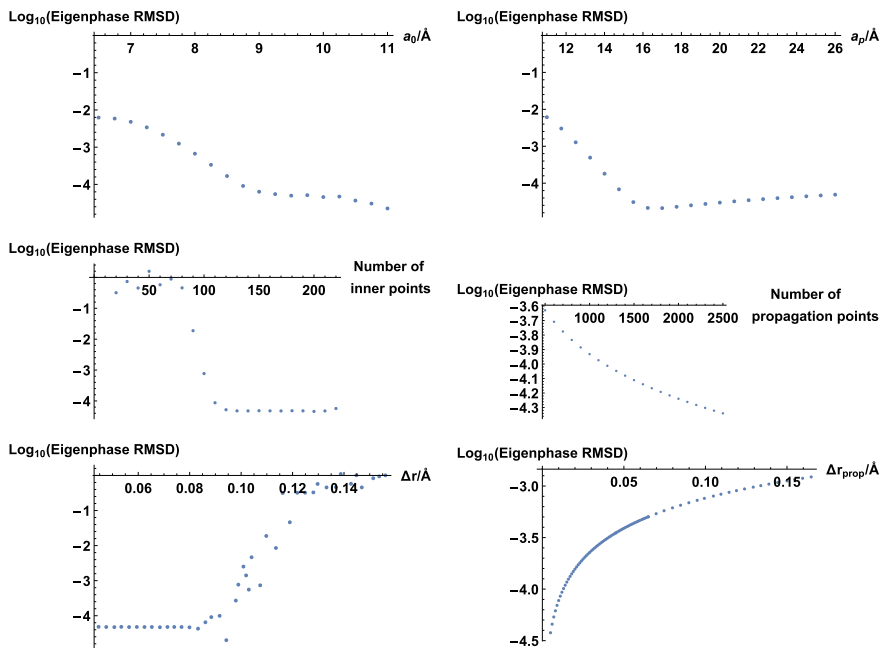 Log₁₀(Eigenphase RMSD)
7 8 9 10 11 a₀/Å
−1
−2
−3
−4
Log₁₀(Eigenphase RMSD)
12 14 16 18 20 22 24 26 aₚ/Å
−1
−2
−3
−4
Log₁₀(Eigenphase RMSD)
Number of
inner points
50 100 150 200
−1
−2
−3
−4
Log₁₀(Eigenphase RMSD)
Number of
propagation points
1000 1500 2000 2500
−3.6
−3.7
−3.8
−3.9
−4.0
−4.1
−4.2
−4.3
Log₁₀(Eigenphase RMSD)
0.06 0.08 0.10 0.12 0.14 Δr/Å
−1
−2
−3
−4
Log₁₀(Eigenphase RMSD)
0.05 0.10 0.15 Δrₚᵣₒₚ/Å
−3.0
−3.5
−4.0
−4.5